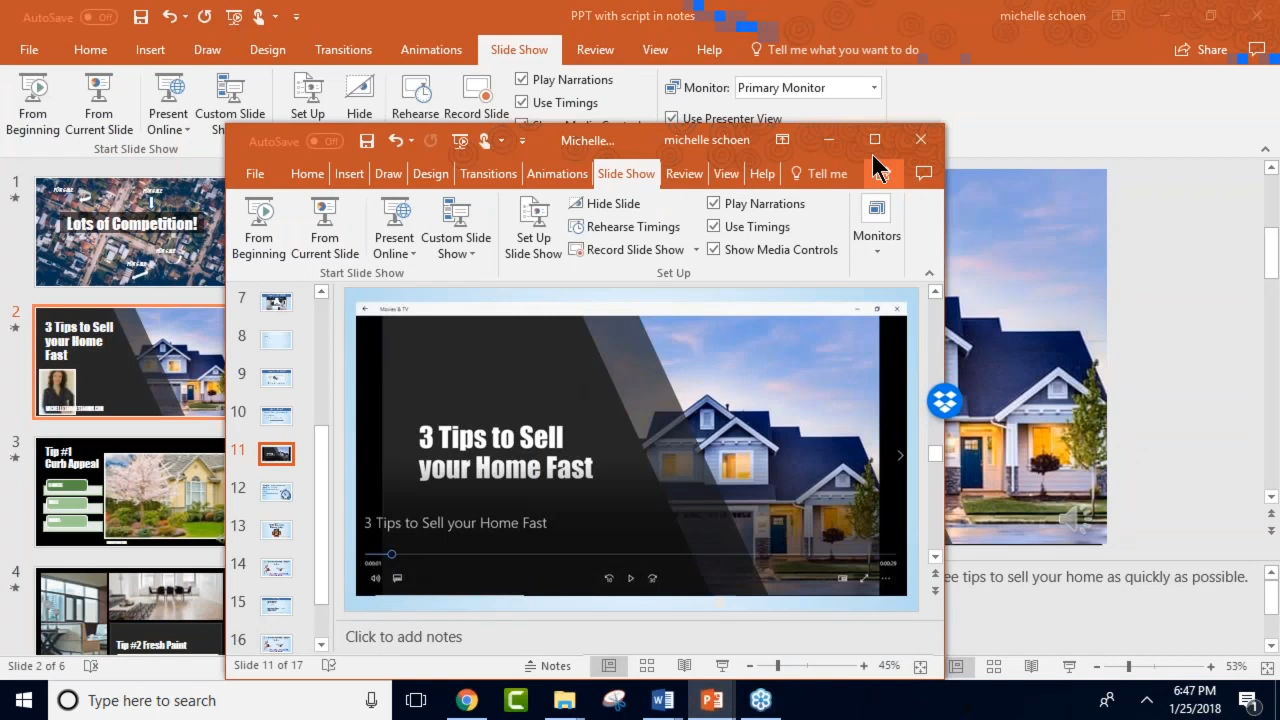 AutoSave Off
PPT with script in notes
michelle schoen
File Home Insert Draw Design Transitions Animations Slide Show Review View Help Tell me what you want to do Share
From Beginning
From Current Slide
Present Online
Custom Slide
Set Up
Hide
Rehearse
Record Slide
Play Narrations
Use Timings
Monitor: Primary Monitor
Use Presenter View
Start Slide Show
1
FOR SALE
Lots of Competition!
2
3 Tips to Sell
your Home
Fast
3
Tip #1
Curb Appeal
Tip #2 Fresh Paint
Slide 2 of 6
AutoSave Off
Michelle...
michelle schoen
File Home Insert Draw Design Transitions Animations Slide Show Review View Help Tell me
From Beginning
From Current Slide
Present Online
Custom Slide Show
Set Up Slide Show
Hide Slide
Rehearse Timings
Record Slide Show
Play Narrations
Use Timings
Show Media Controls
Monitors
Start Slide Show
Set Up
7
8
9
10
11
12
13
14
15
16
Movies & TV
3 Tips to Sell
your Home Fast
3 Tips to Sell your Home Fast
0:00:01
0:00:29
Click to add notes
Slide 11 of 17
Notes
45%
ee tips to sell your home as quickly as possible.
53%
Type here to search
6:47 PM
1/25/2018
1